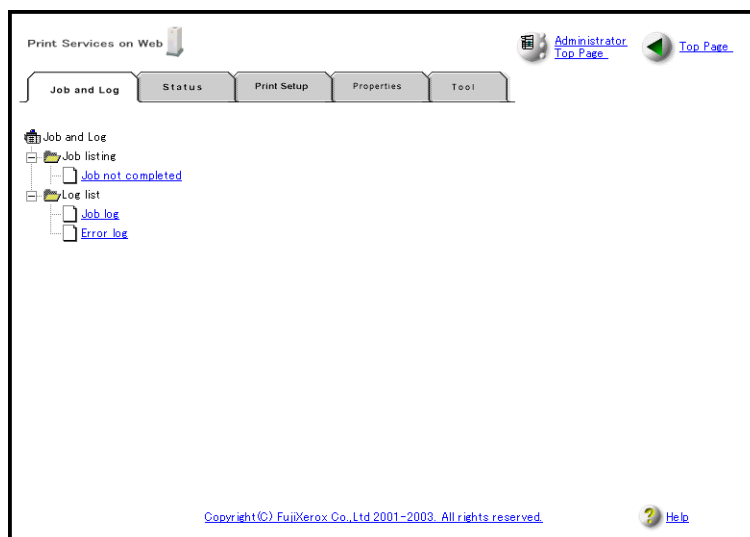 Print Services on Web
Administrator
Top Page
Top Page
Job and Log
Status
Print Setup
Properties
Tool
Job and Log
Job listing
Job not completed
Log list
Job log
Error log
Copyright(C) FujiXerox Co.,Ltd 2001-2003. All rights reserved.
Help